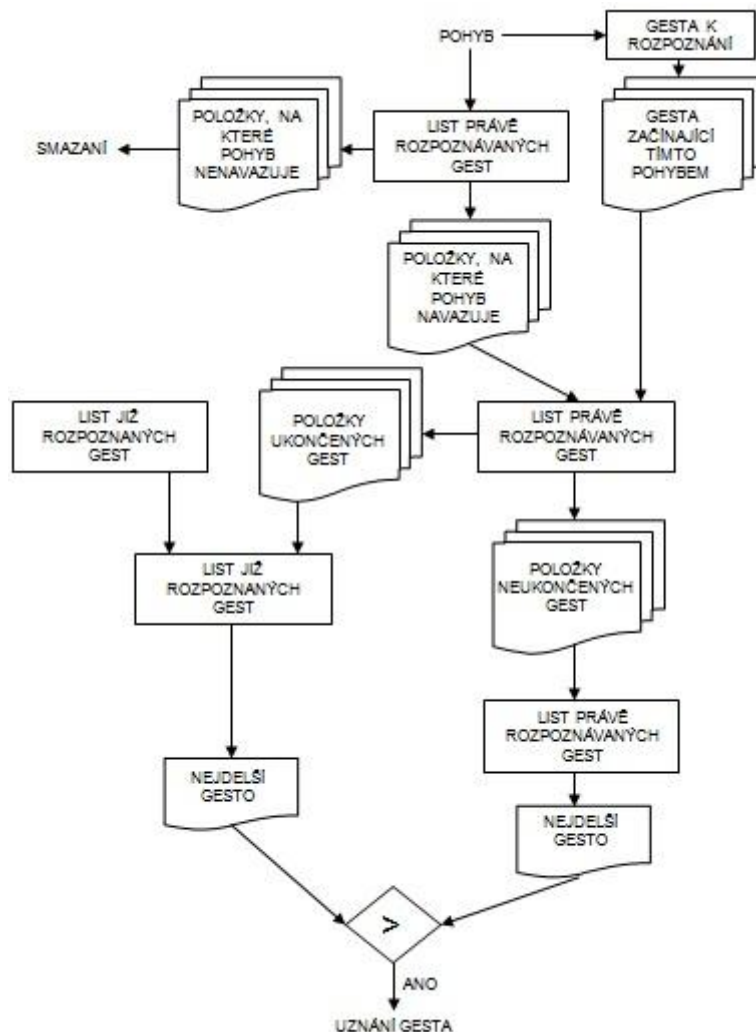 POHYB
GESTA K
ROZPOZNÁNÍ
POLOŽKY, NA
KTERÉ
POHYB
NENAVAZUJE
SMAZANÍ
LIST PRÁVĚ
ROZPOZNÁVANÝCH
GEST
GESTA
ZAČÍNAJÍCÍ
TÍMTO
POHYBEM
POLOŽKY, NA
KTERÉ
POHYB
NAVAZUJE
LIST JIŽ
ROZPOZNANÝCH
GEST
POLOŽKY
UKONČENÝCH
GEST
LIST PRÁVĚ
ROZPOZNÁVANÝCH
GEST
LIST JIŽ
ROZPOZNANÝCH
GEST
POLOŽKY
NEUKONČENÝCH
GEST
LIST PRÁVĚ
ROZPOZNÁVANÝCH
GEST
NEJDELŠÍ
GESTO
NEJDELŠÍ
GESTO
>
ANO
UZNÁNÍ GESTA